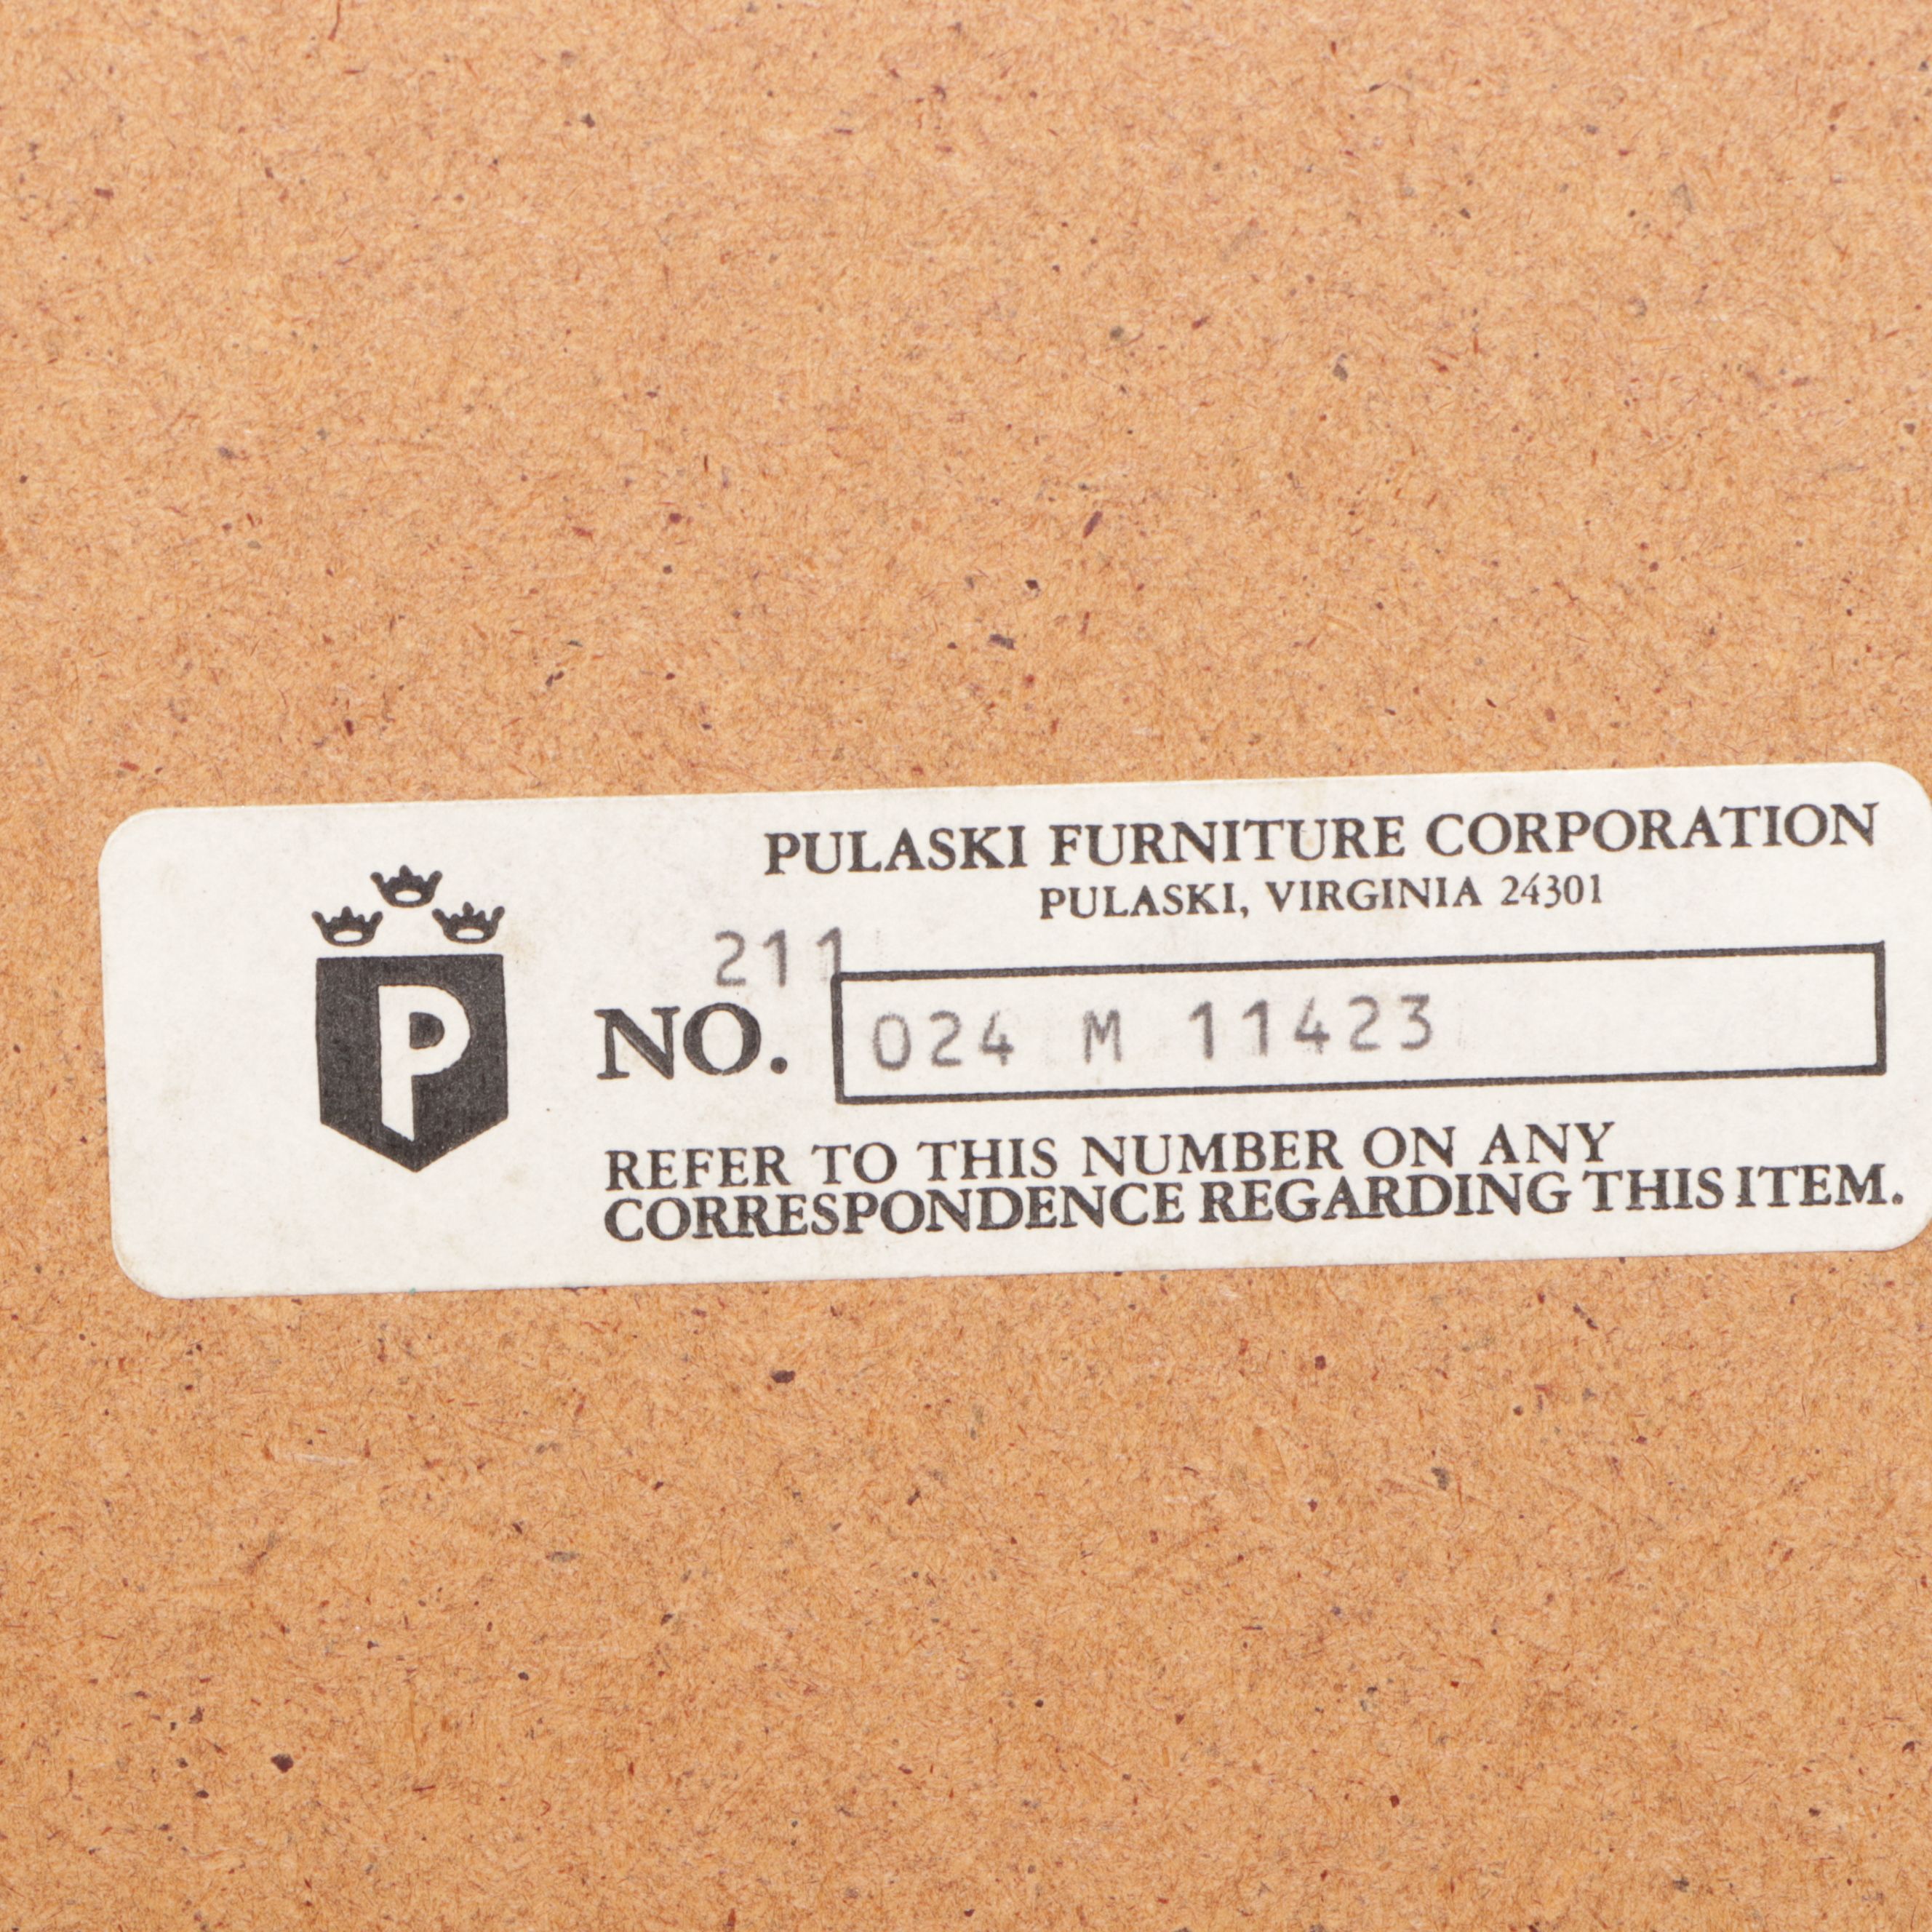 PULASKI FURNITURE CORPORATION
PULASKI, VIRGINIA 24301
211
P
NO. 024 M 11423
REFER TO THIS NUMBER ON ANY
CORRESPONDENCE REGARDING THIS ITEM.